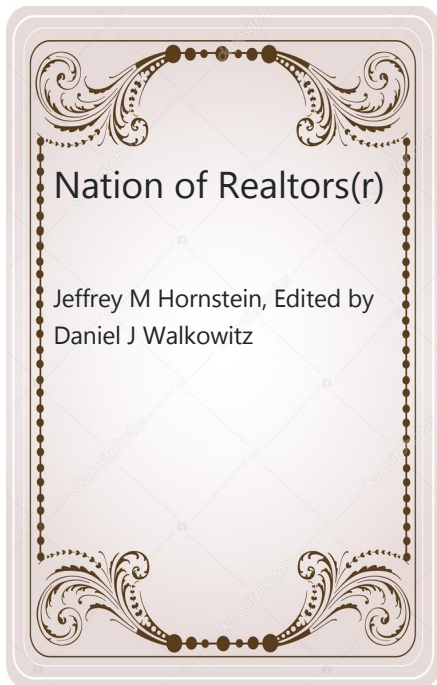 Nation of Realtors(r)
Jeffrey M Hornstein, Edited by
Daniel J Walkowitz